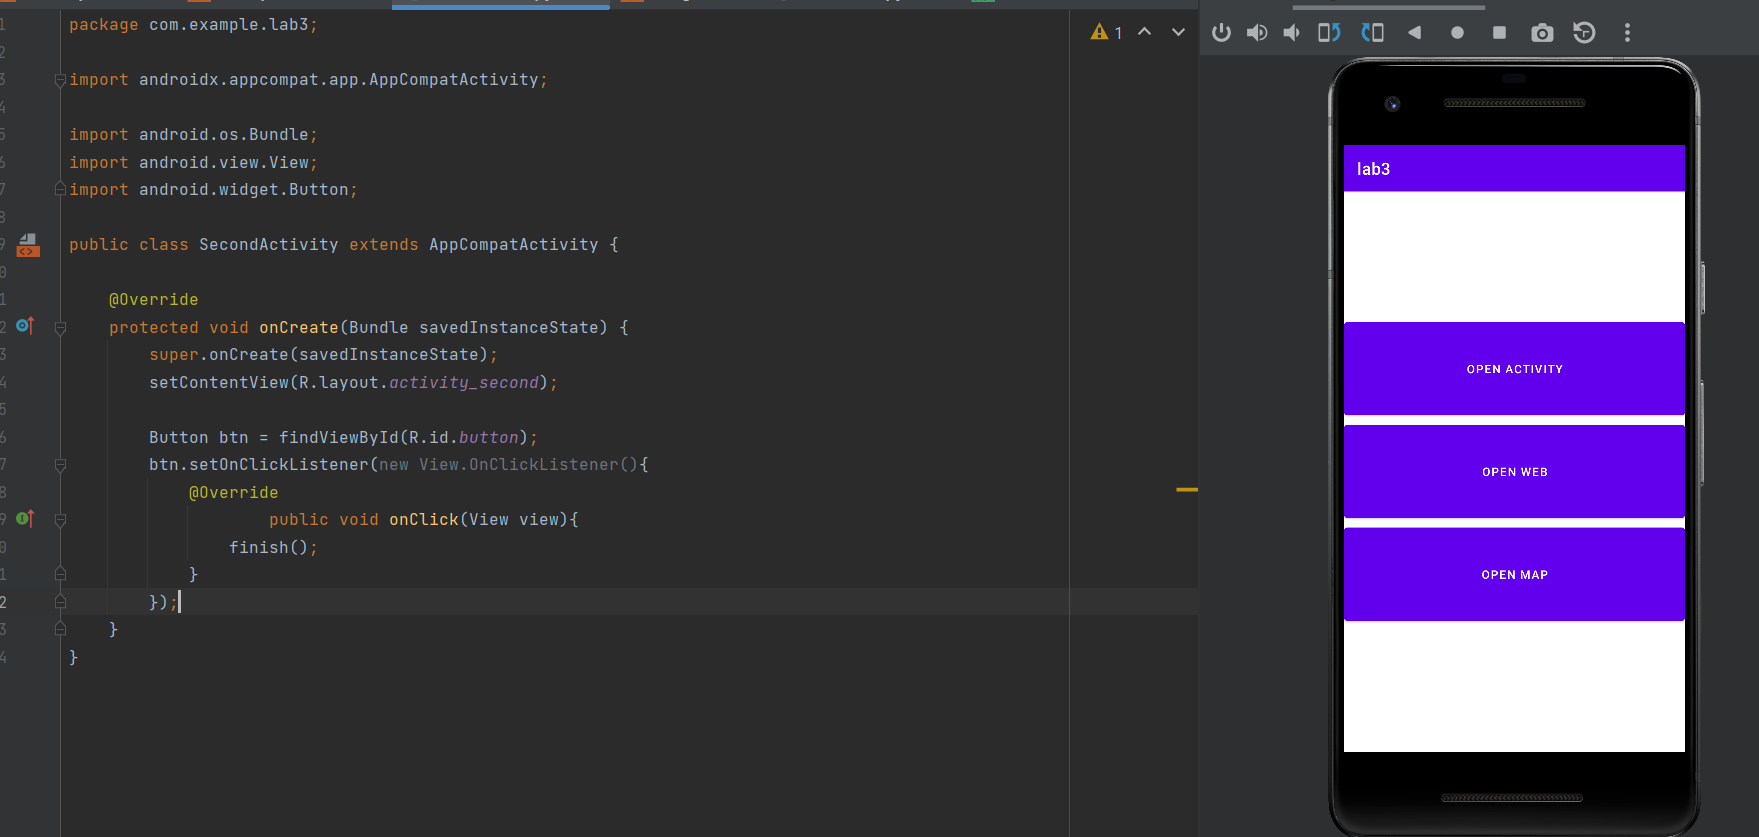 package com.example.lab3;
import androidx.appcompat.app.AppCompatActivity;
import android.os.Bundle;
import android.view.View;
import android.widget.Button;
public class SecondActivity extends AppCompatActivity {
@Override
protected void onCreate(Bundle savedInstanceState) {
super.onCreate(savedInstanceState);
setContentView(R.layout.activity_second);
Button btn = findViewById(R.id.button);
btn.setOnClickListener(new View.OnClickListener(){
@Override
public void onClick(View view){
finish();
}
});
}
}
1
lab3
OPEN ACTIVITY
OPEN WEB
OPEN MAP